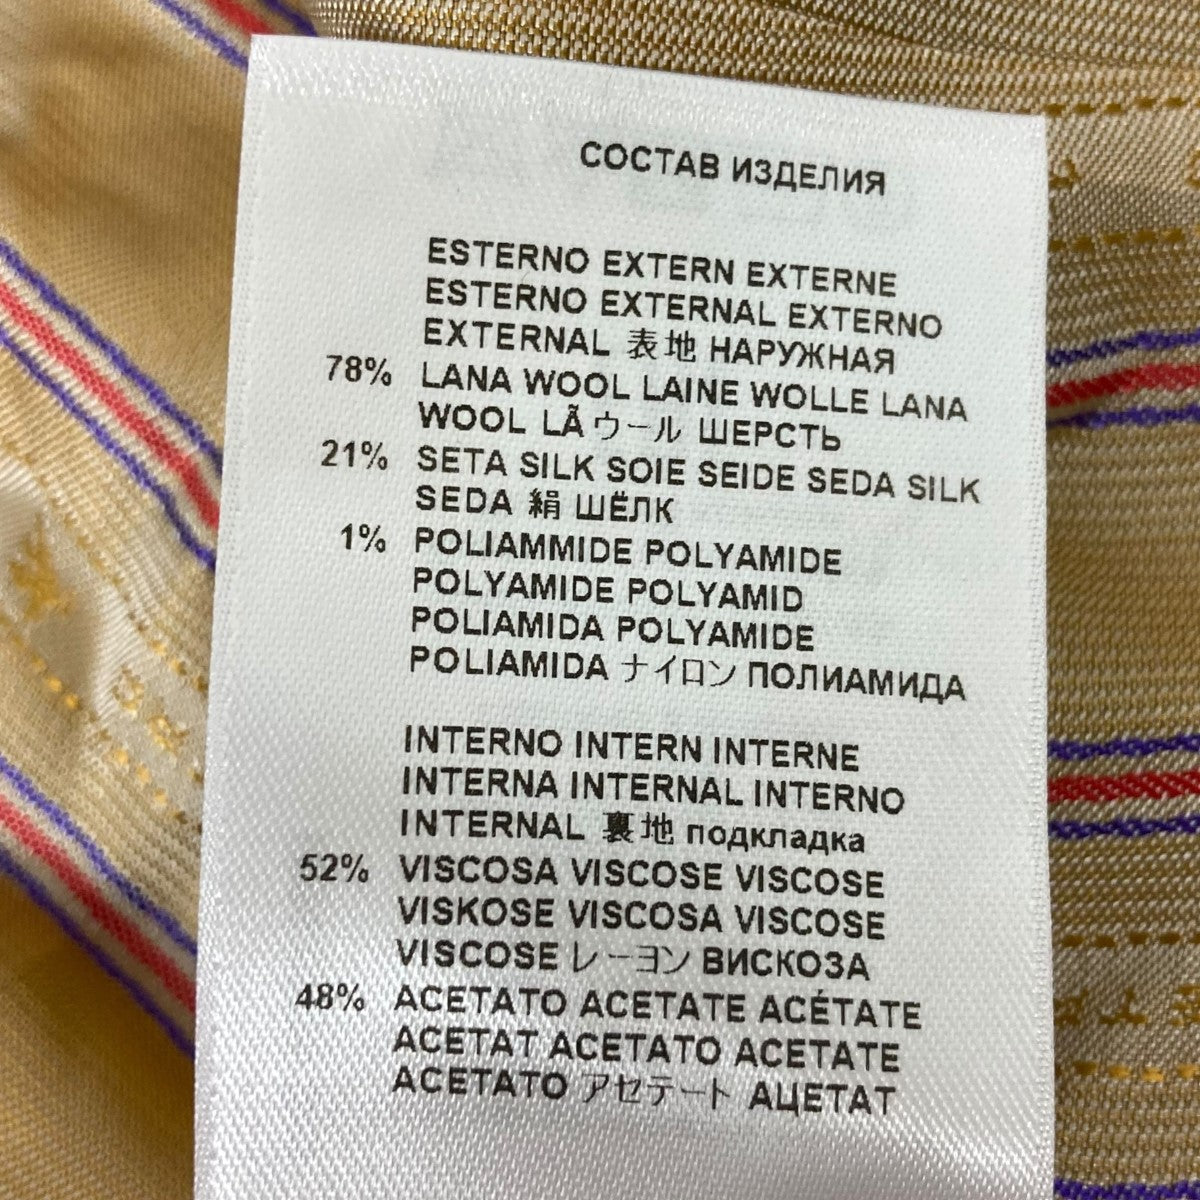 СОСТАВ ИЗДЕЛИЯ
ESTERNO EXTERN EXTERNE
ESTERNO EXTERNAL EXTERNO
EXTERNAL 表地 НАРУЖНАЯ
78% LANA WOOL LAINE WOLLE LANA
WOOL LÃ ウール ШЕРСТЬ
21% SETA SILK SOIE SEIDE SEDA SILK
SEDA 絹 ШЁЛК
1% POLIAMMIDE POLYAMIDE
POLYAMIDE POLYAMID
POLIAMIDA POLYAMIDE
POLIAMIDA ナイロン ПОЛИАМИДА
INTERNO INTERN INTERNE
INTERNA INTERNAL INTERNO
INTERNAL 裏地 подкладка
52% VISCOSA VISCOSE VISCOSE
VISKOSE VISCOSA VISCOSE
VISCOSE レーヨン ВИСКОЗА
48% ACETATO ACETATE ACÉTATE
ACETAT ACETATO ACETATE
ACETATO アセテート АЦЕТАТ